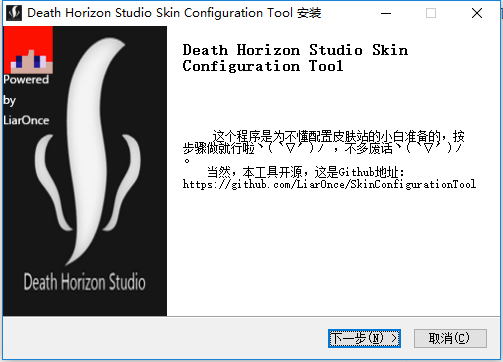 Death Horizon Studio Skin Configuration Tool 安装
Powered
by
LiarOnce
Death Horizon Studio
Death Horizon Studio Skin
Configuration Tool
这个程序是为不懂配置皮肤站的小白准备的，按
步骤做就行啦ヽ(ˋ▽ˊ)ﾉ ，不多废话ヽ(ˋ▽ˊ)ﾉ
。
当然，本工具开源，这是Github地址：
https://github.com/LiarOnce/SkinConfigurationTool
下一步(N) >
取消(C)